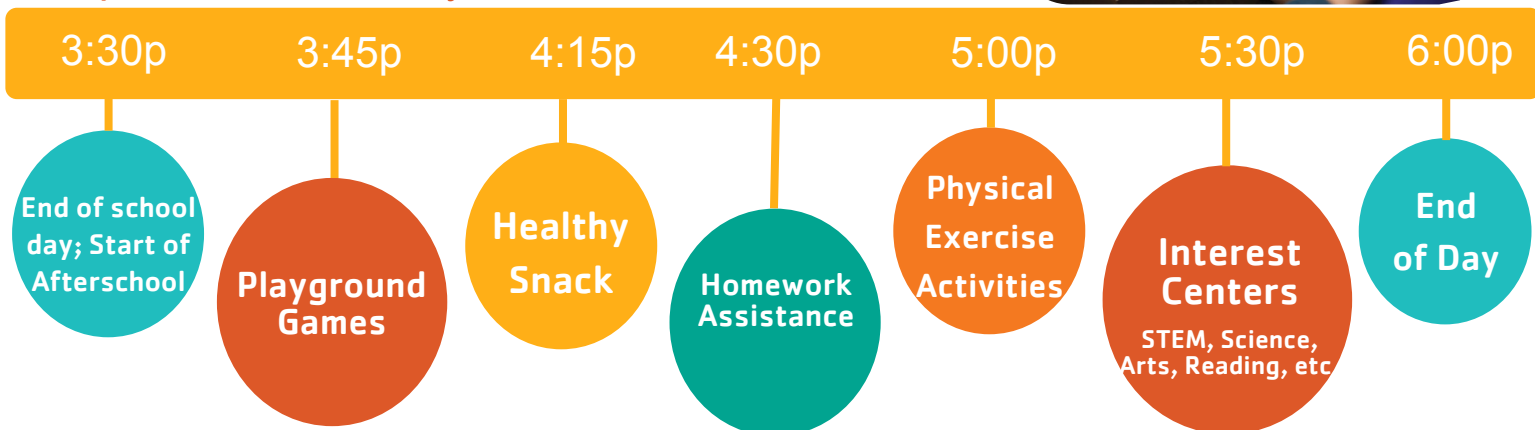 3:30p 3:45p 4:15p 4:30p 5:00p 5:30p 6:00p
End of school
day; Start of
Afterschool
Playground
Games
Healthy
Snack
Homework
Assistance
Physical
Exercise
Activities
Interest
Centers
STEM, Science,
Arts, Reading, etc
End
of Day